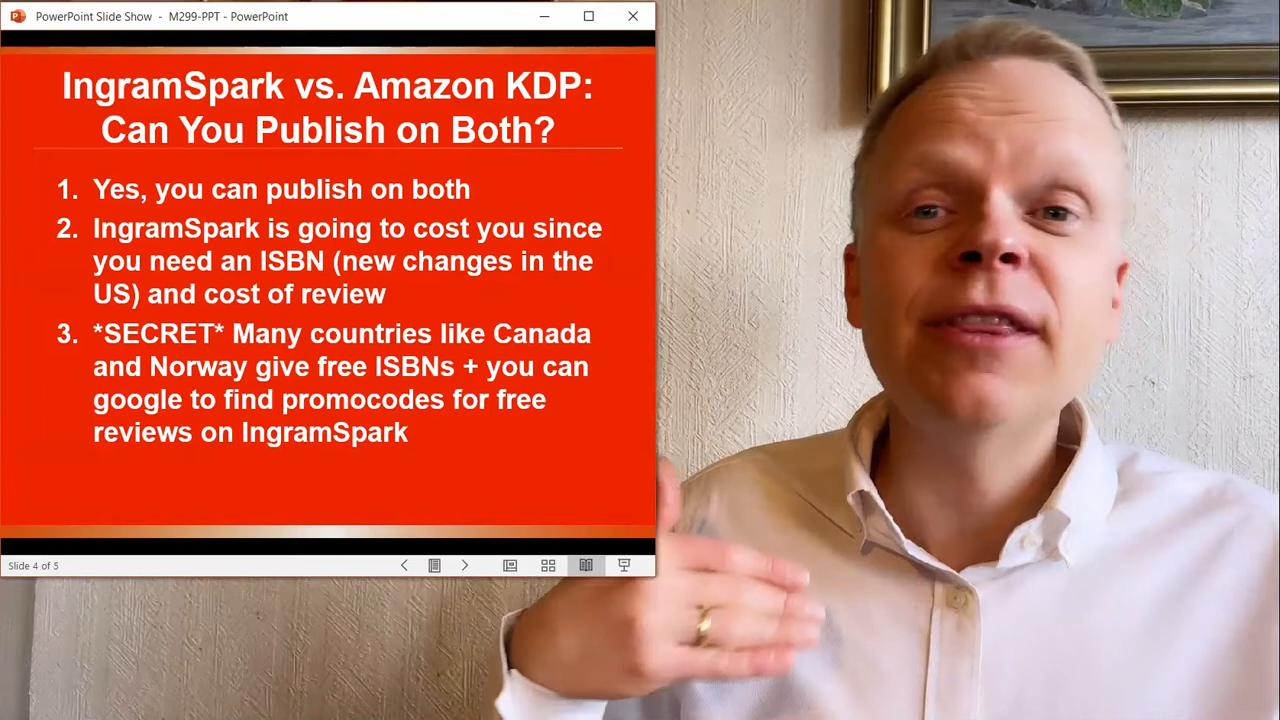 PowerPoint Slide Show - M299-PPT - PowerPoint
IngramSpark vs. Amazon KDP:
Can You Publish on Both?
1. Yes, you can publish on both
2. IngramSpark is going to cost you since
you need an ISBN (new changes in the
US) and cost of review
3. *SECRET* Many countries like Canada
and Norway give free ISBNs + you can
google to find promocodes for free
reviews on IngramSpark
Slide 4 of 5